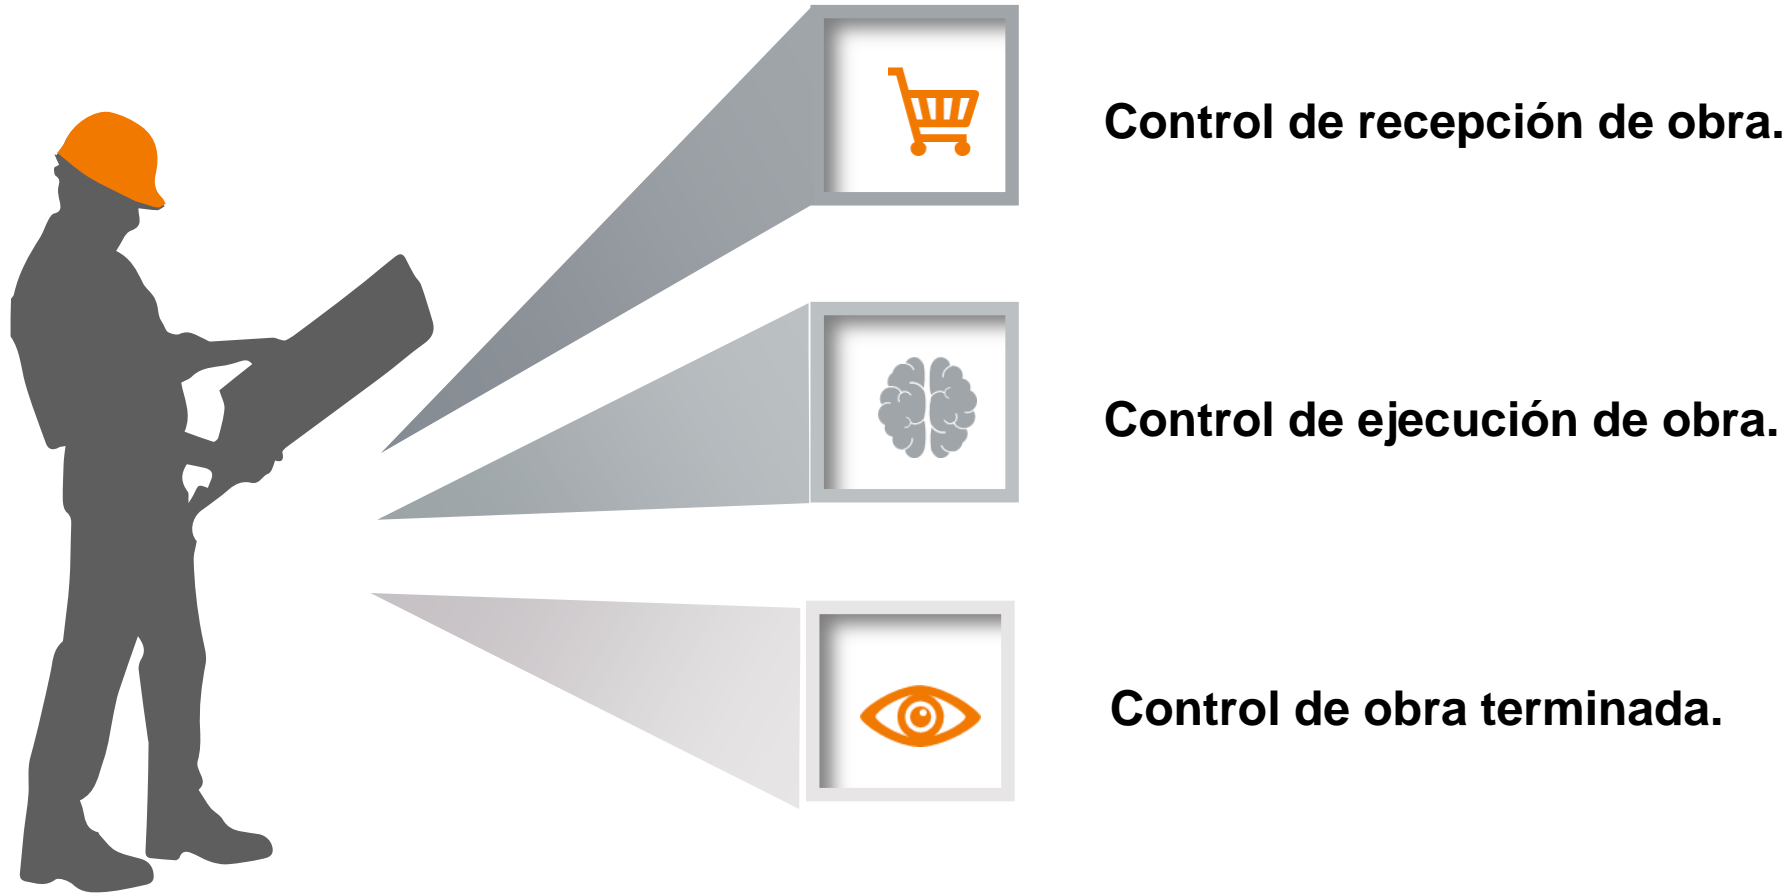 Control de recepción de obra.
Control de ejecución de obra.
Control de obra terminada.